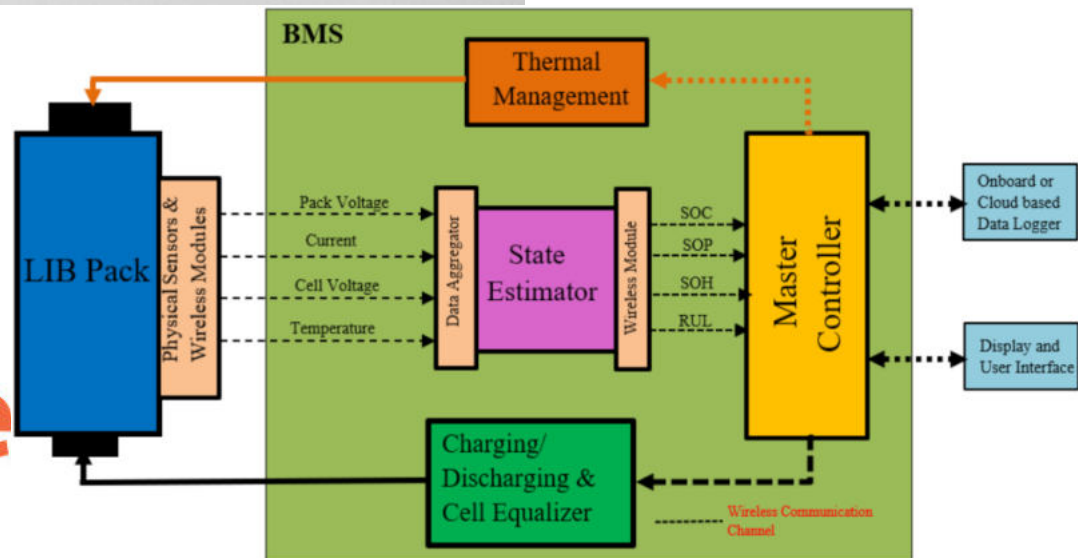 BMS
Thermal
Management
LIB Pack
Physical Sensors &
Wireless Modules
Pack Voltage
Current
Cell Voltage
Temperature
Data Aggregator
State
Estimator
Wireless Module
SOC
SOP
SOH
RUL
Master
Controller
Onboard or
Cloud based
Data Logger
Display and
User Interface
Charging/
Discharging &
Cell Equalizer
Wireless Communication
Channel
e